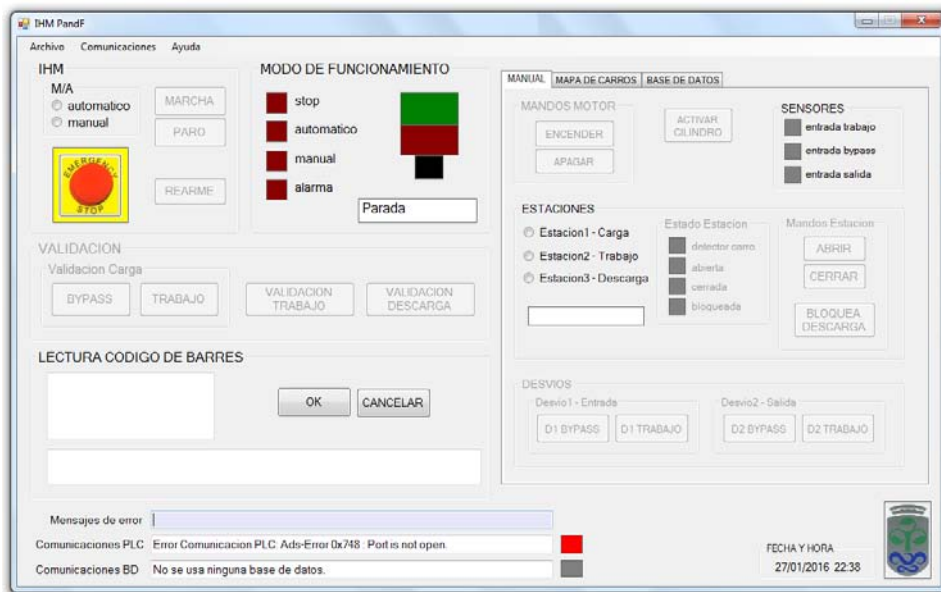 IHM PandF
Archivo Comunicaciones Ayuda
IHM
M/A
automatico
manual
MARCHA
PARO
REARME
EMERGENCY
STOP
MODO DE FUNCIONAMIENTO
stop
automatico
manual
alarma
Parada
VALIDACION
Validacion Carga
BYPASS
TRABAJO
VALIDACION
TRABAJO
VALIDACION
DESCARGA
LECTURA CODIGO DE BARRES
OK
CANCELAR
MANUAL MAPA DE CARROS BASE DE DATOS
MANDOS MOTOR
ENCENDER
APAGAR
ACTIVAR
CILINDRO
SENSORES
entrada trabajo
entrada bypass
entrada salida
ESTACIONES
Estacion1 - Carga
Estacion2 - Trabajo
Estacion3 - Descarga
Estado Estacion
detector carro
abierta
cerrada
bloqueada
Mandos Estacion
ABRIR
CERRAR
BLOQUEA
DESCARGA
DESVIOS
Desvio1 - Entrada
D1 BYPASS
D1 TRABAJO
Desvio2 - Salida
D2 BYPASS
D2 TRABAJO
Mensajes de error
Comunicaciones PLC Error Comunicacion PLC: Ads-Error 0x748 : Port is not open.
Comunicaciones BD No se usa ninguna base de datos.
FECHA Y HORA
27/01/2016 22:38